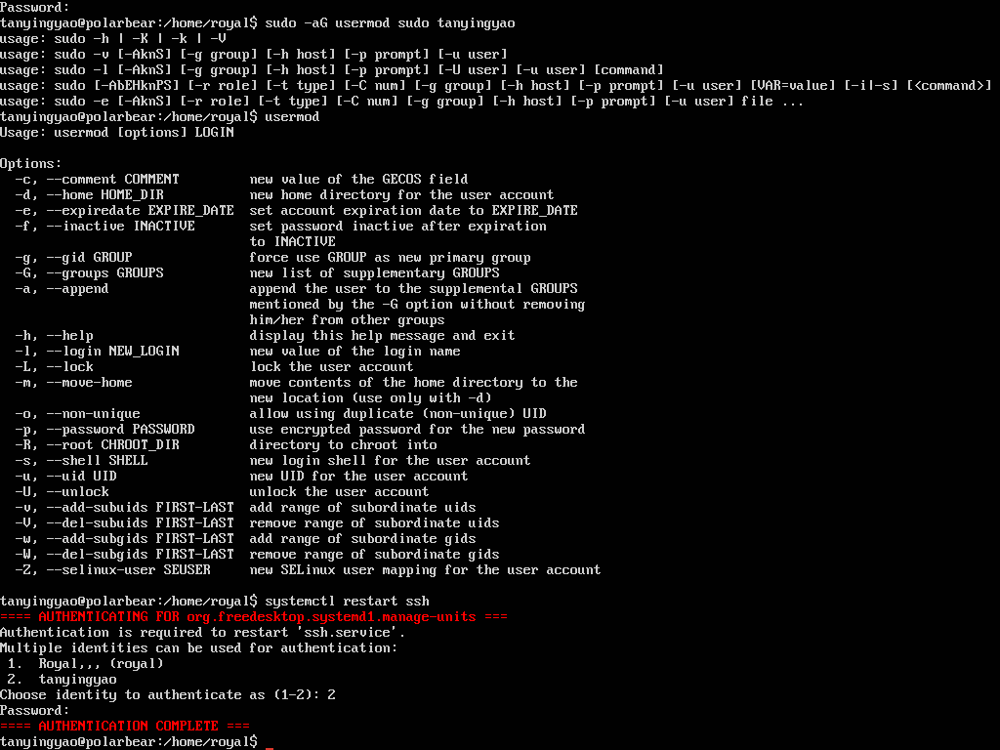 Password:
tanyingyao@polarbear:/home/royal$ sudo -aG usermod sudo tanyingyao
usage: sudo -h | -K | -k | -V
usage: sudo -v [-AknS] [-g group] [-h host] [-p prompt] [-u user]
usage: sudo -l [-AknS] [-g group] [-h host] [-p prompt] [-U user] [-u user] [command]
usage: sudo [-AbEHknPS] [-r role] [-t type] [-C num] [-g group] [-h host] [-p prompt] [-u user] [VAR=value] [-i|-s] [<command>]
usage: sudo -e [-AknS] [-r role] [-t type] [-C num] [-g group] [-h host] [-p prompt] [-u user] file ...
tanyingyao@polarbear:/home/royal$ usermod
Usage: usermod [options] LOGIN

Options:
  -c, --comment COMMENT         new value of the GECOS field
  -d, --home HOME_DIR           new home directory for the user account
  -e, --expiredate EXPIRE_DATE  set account expiration date to EXPIRE_DATE
  -f, --inactive INACTIVE       set password inactive after expiration
                                to INACTIVE
  -g, --gid GROUP               force use GROUP as new primary group
  -G, --groups GROUPS           new list of supplementary GROUPS
  -a, --append                  append the user to the supplemental GROUPS
                                mentioned by the -G option without removing
                                him/her from other groups
  -h, --help                    display this help message and exit
  -l, --login NEW_LOGIN         new value of the login name
  -L, --lock                    lock the user account
  -m, --move-home               move contents of the home directory to the
                                new location (use only with -d)
  -o, --non-unique              allow using duplicate (non-unique) UID
  -p, --password PASSWORD       use encrypted password for the new password
  -R, --root CHROOT_DIR         directory to chroot into
  -s, --shell SHELL             new login shell for the user account
  -u, --uid UID                 new UID for the user account
  -U, --unlock                  unlock the user account
  -v, --add-subuids FIRST-LAST  add range of subordinate uids
  -V, --del-subuids FIRST-LAST  remove range of subordinate uids
  -w, --add-subgids FIRST-LAST  add range of subordinate gids
  -W, --del-subgids FIRST-LAST  remove range of subordinate gids
  -Z, --selinux-user SEUSER     new SELinux user mapping for the user account

tanyingyao@polarbear:/home/royal$ systemctl restart ssh
==== AUTHENTICATING FOR org.freedesktop.systemd1.manage-units ===
Authentication is required to restart 'ssh.service'.
Multiple identities can be used for authentication:
 1.  Royal,,, (royal)
 2.  tanyingyao
Choose identity to authenticate as (1-2): 2
Password:
==== AUTHENTICATION COMPLETE ===
tanyingyao@polarbear:/home/royal$ _